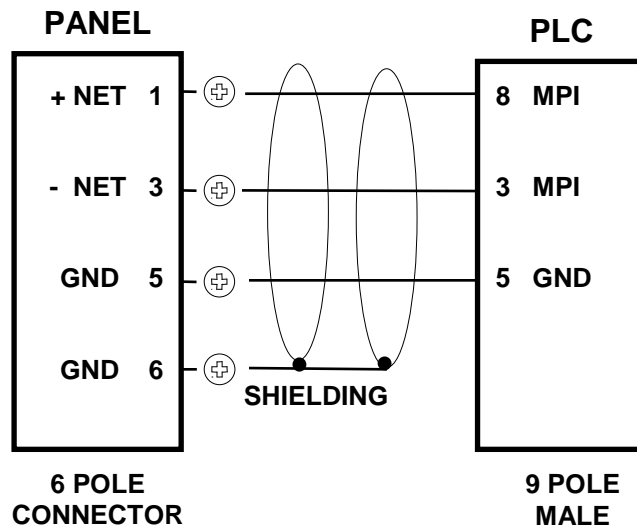 PANEL
PLC
+ NET 1
8 MPI
- NET 3
3 MPI
GND 5
5 GND
GND 6
SHIELDING
6 POLE
CONNECTOR
9 POLE
MALE